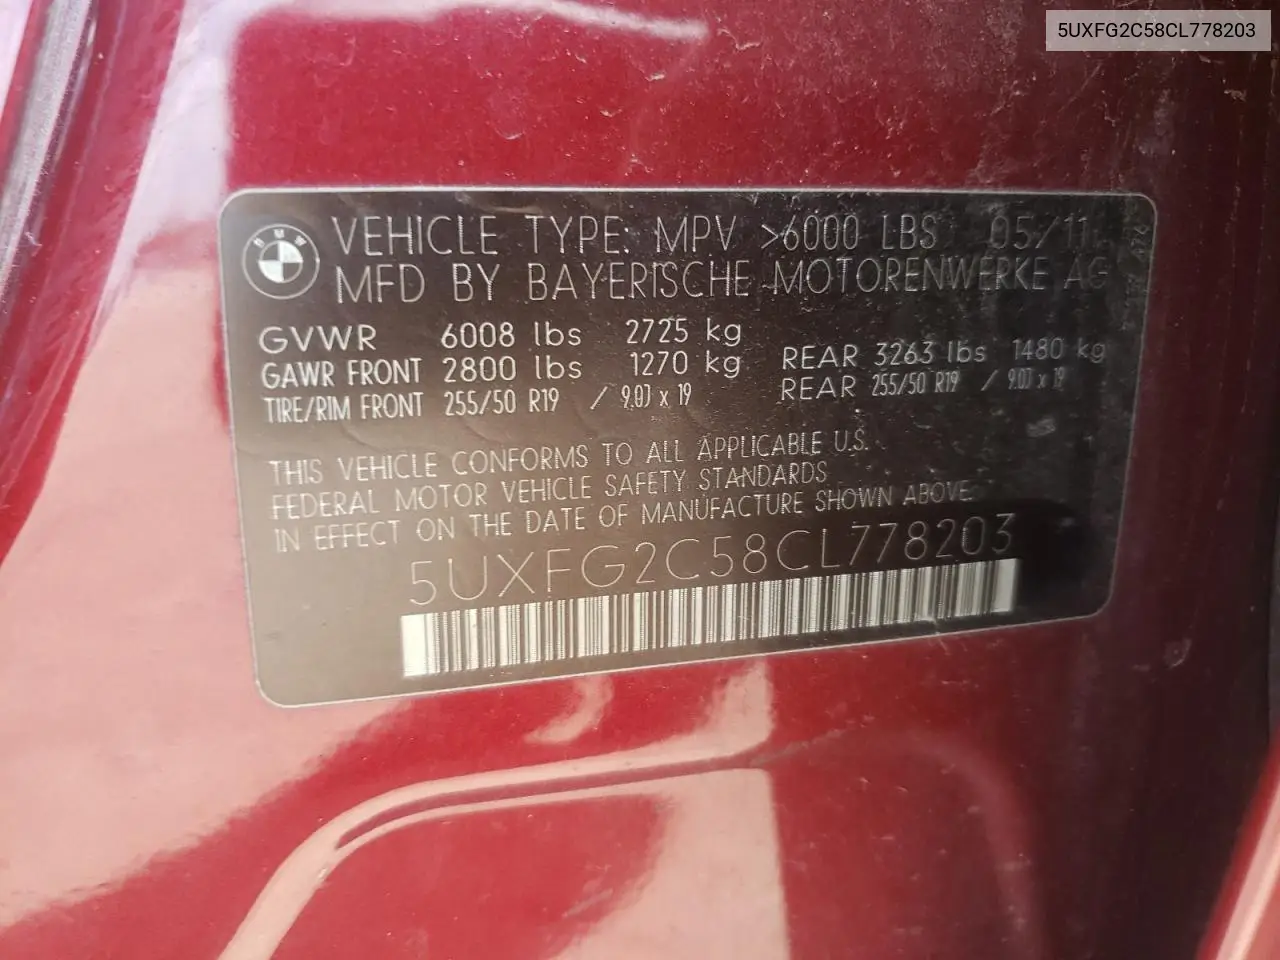 5UXFG2C58CL778203
BMW
VEHICLE TYPE: MPV >6000 LBS 05/11
MFD BY BAYERISCHE MOTORENWERKE AG
GVWR 6008 lbs 2725 kg
GAWR FRONT 2800 lbs 1270 kg REAR 3263 lbs 1480 kg
TIRE/RIM FRONT 255/50 R19 / 9.0J x 19 REAR 255/50 R19 / 9.0J x 19
THIS VEHICLE CONFORMS TO ALL APPLICABLE U.S.
FEDERAL MOTOR VEHICLE SAFETY STANDARDS
IN EFFECT ON THE DATE OF MANUFACTURE SHOWN ABOVE.
5UXFG2C58CL778203